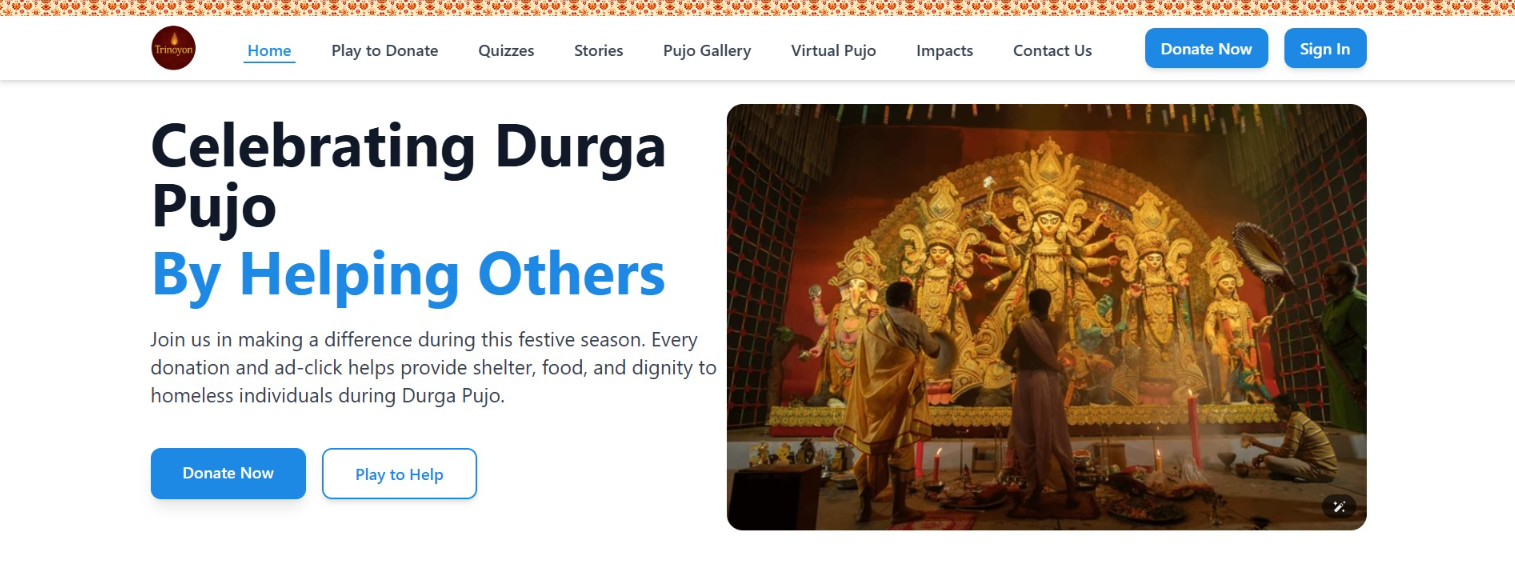 Trinoyon
Home
Play to Donate
Quizzes
Stories
Pujo Gallery
Virtual Pujo
Impacts
Contact Us
Donate Now
Sign In
Celebrating Durga
Pujo
By Helping Others
Join us in making a difference during this festive season. Every
donation and ad-click helps provide shelter, food, and dignity to
homeless individuals during Durga Pujo.
Donate Now
Play to Help